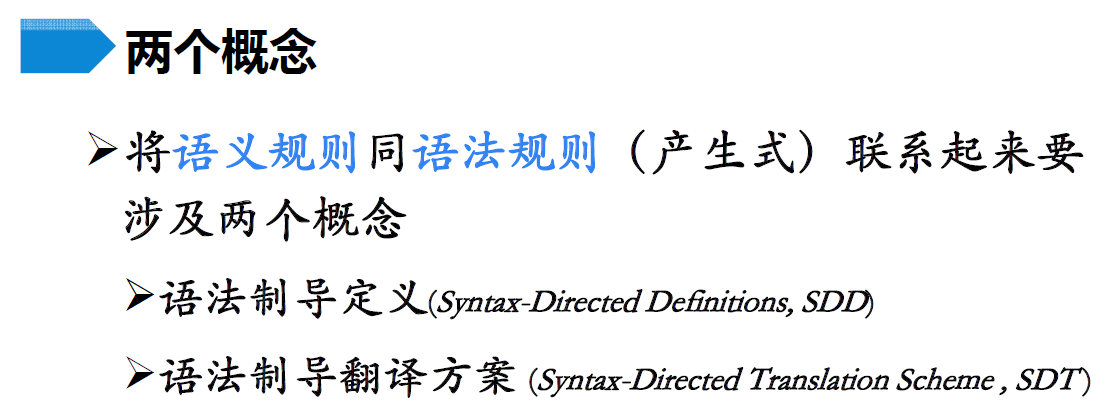 两个概念
➢将语义规则同语法规则（产生式）联系起来要
涉及两个概念
➢语法制导定义(Syntax-Directed Definitions, SDD)
➢语法制导翻译方案 (Syntax-Directed Translation Scheme , SDT)